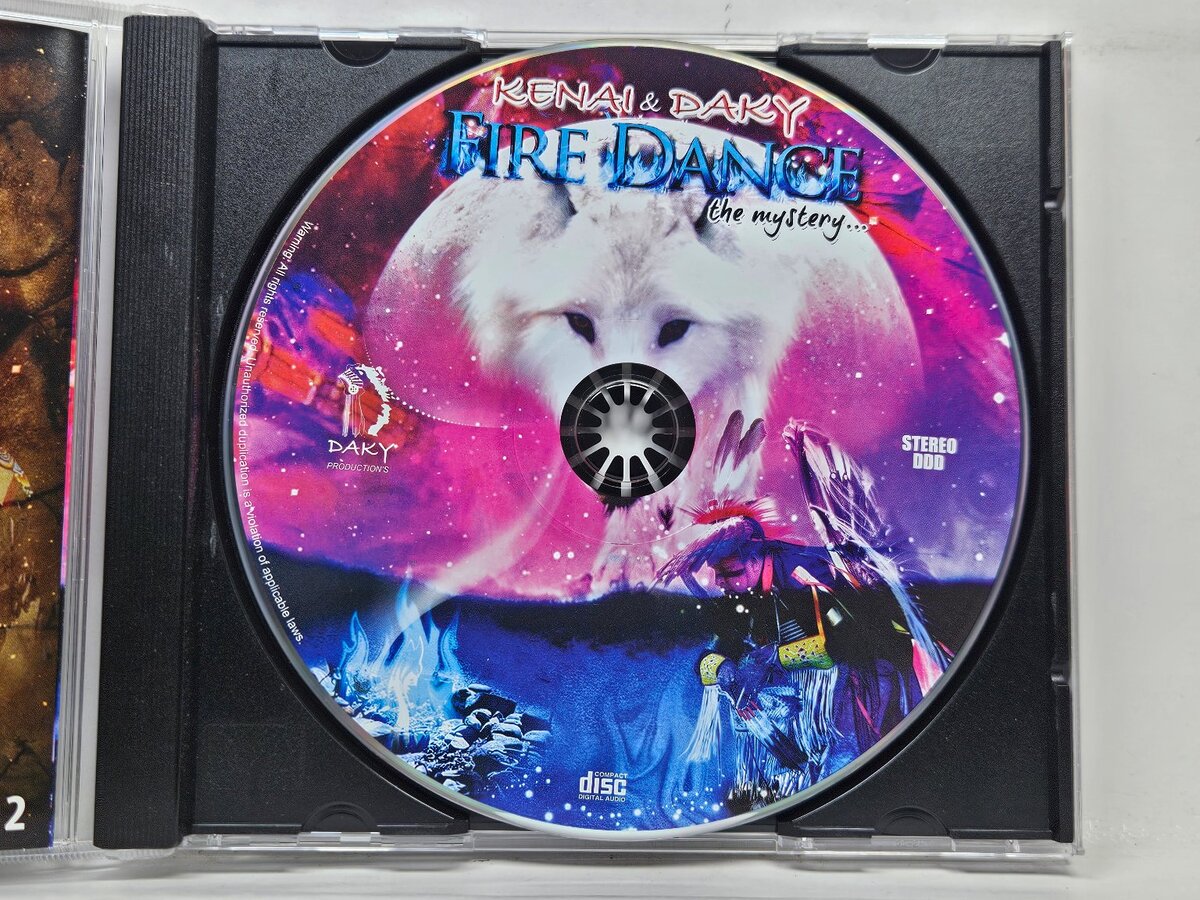 KENAI & DAKY
FIRE DANCE
the mystery...
Warning: All rights reserved. Unauthorized duplication is a violation of applicable laws.
DAKY
PRODUCTION'S
STEREO
DDD
COMPACT
disc
DIGITAL AUDIO
2